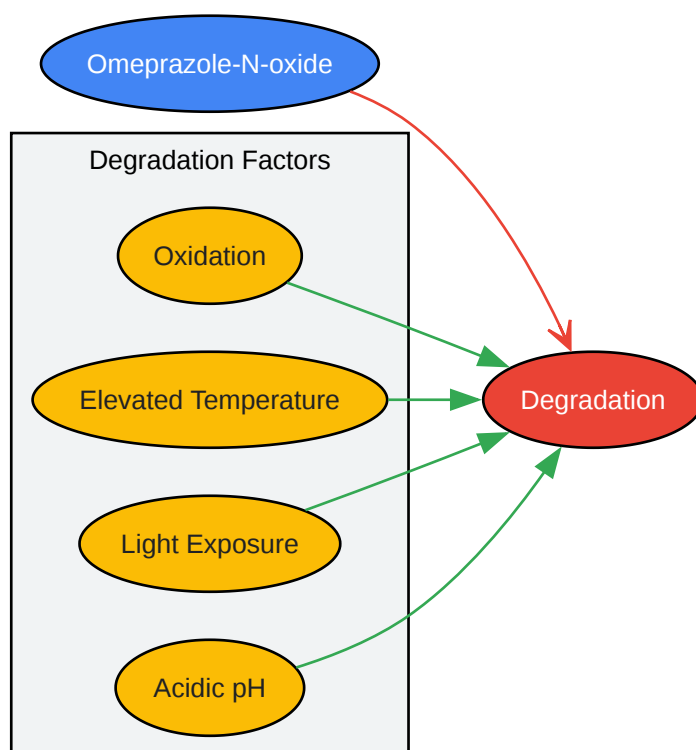 Omeprazole-N-oxide
Degradation Factors
Oxidation
Elevated Temperature
Degradation
Light Exposure
Acidic pH